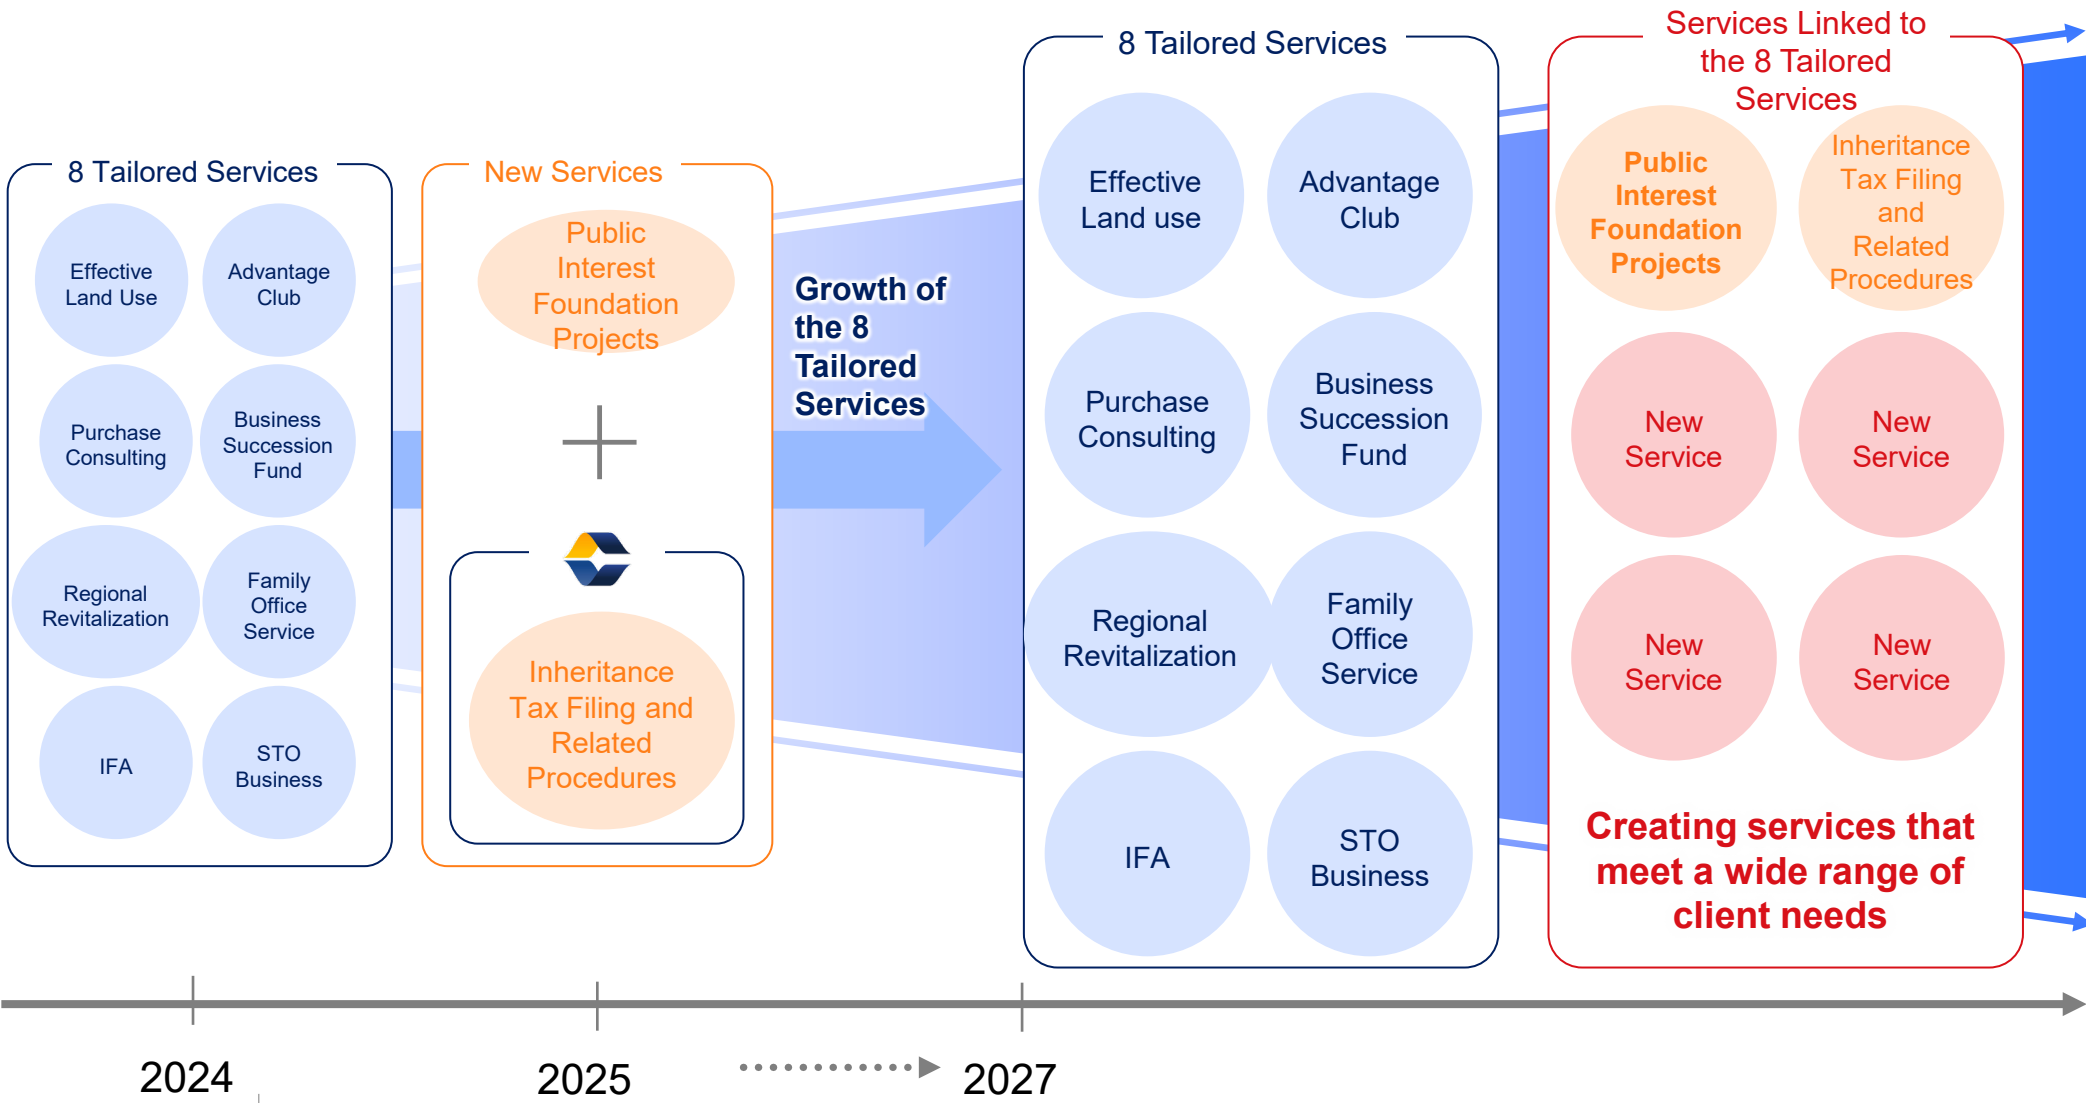 8 Tailored Services
Effective
Land Use
Advantage
Club
Purchase
Consulting
Business
Succession
Fund
Regional
Revitalization
Family
Office
Service
IFA
STO
Business
New Services
Public
Interest
Foundation
Projects
Inheritance
Tax Filing and
Related
Procedures
Growth of
the 8
Tailored
Services
8 Tailored Services
Effective
Land use
Advantage
Club
Purchase
Consulting
Business
Succession
Fund
Regional
Revitalization
Family
Office
Service
IFA
STO
Business
Services Linked to
the 8 Tailored
Services
Public
Interest
Foundation
Projects
Inheritance
Tax Filing
and
Related
Procedures
New
Service
New
Service
New
Service
New
Service
Creating services that
meet a wide range of
client needs
2024
2025
2027